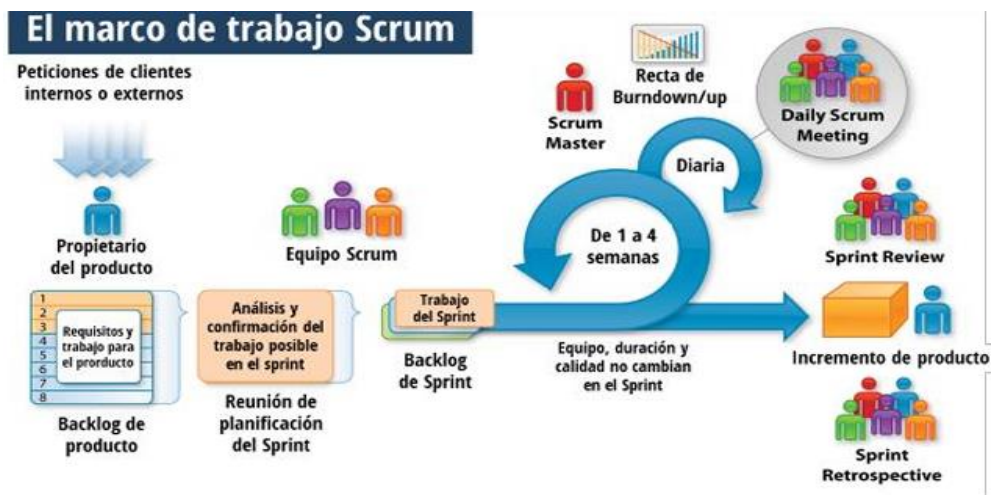 El marco de trabajo Scrum
Peticiones de clientes
internos o externos
Propietario
del producto
1
2
3
4
5
6
7
8
Requisitos y
trabajo para
el prorducto
Backlog de
producto
Equipo Scrum
Análisis y
confirmación del
trabajo posible
en el sprint
Reunión de
planificación
del Sprint
Trabajo
del Sprint
Backlog
de Sprint
Scrum
Master
Recta de
Burndown/up
Daily Scrum
Meeting
Diaria
De 1 a 4
semanas
Equipo, duración y
calidad no cambian
en el Sprint
Sprint Review
Incremento de producto
Sprint
Retrospective